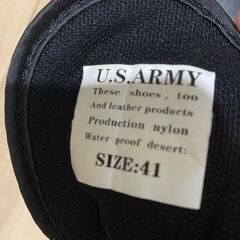 U.S.ARMY
These shoes, too
And leather products
Production nylon
Water proof desert:
SIZE:41